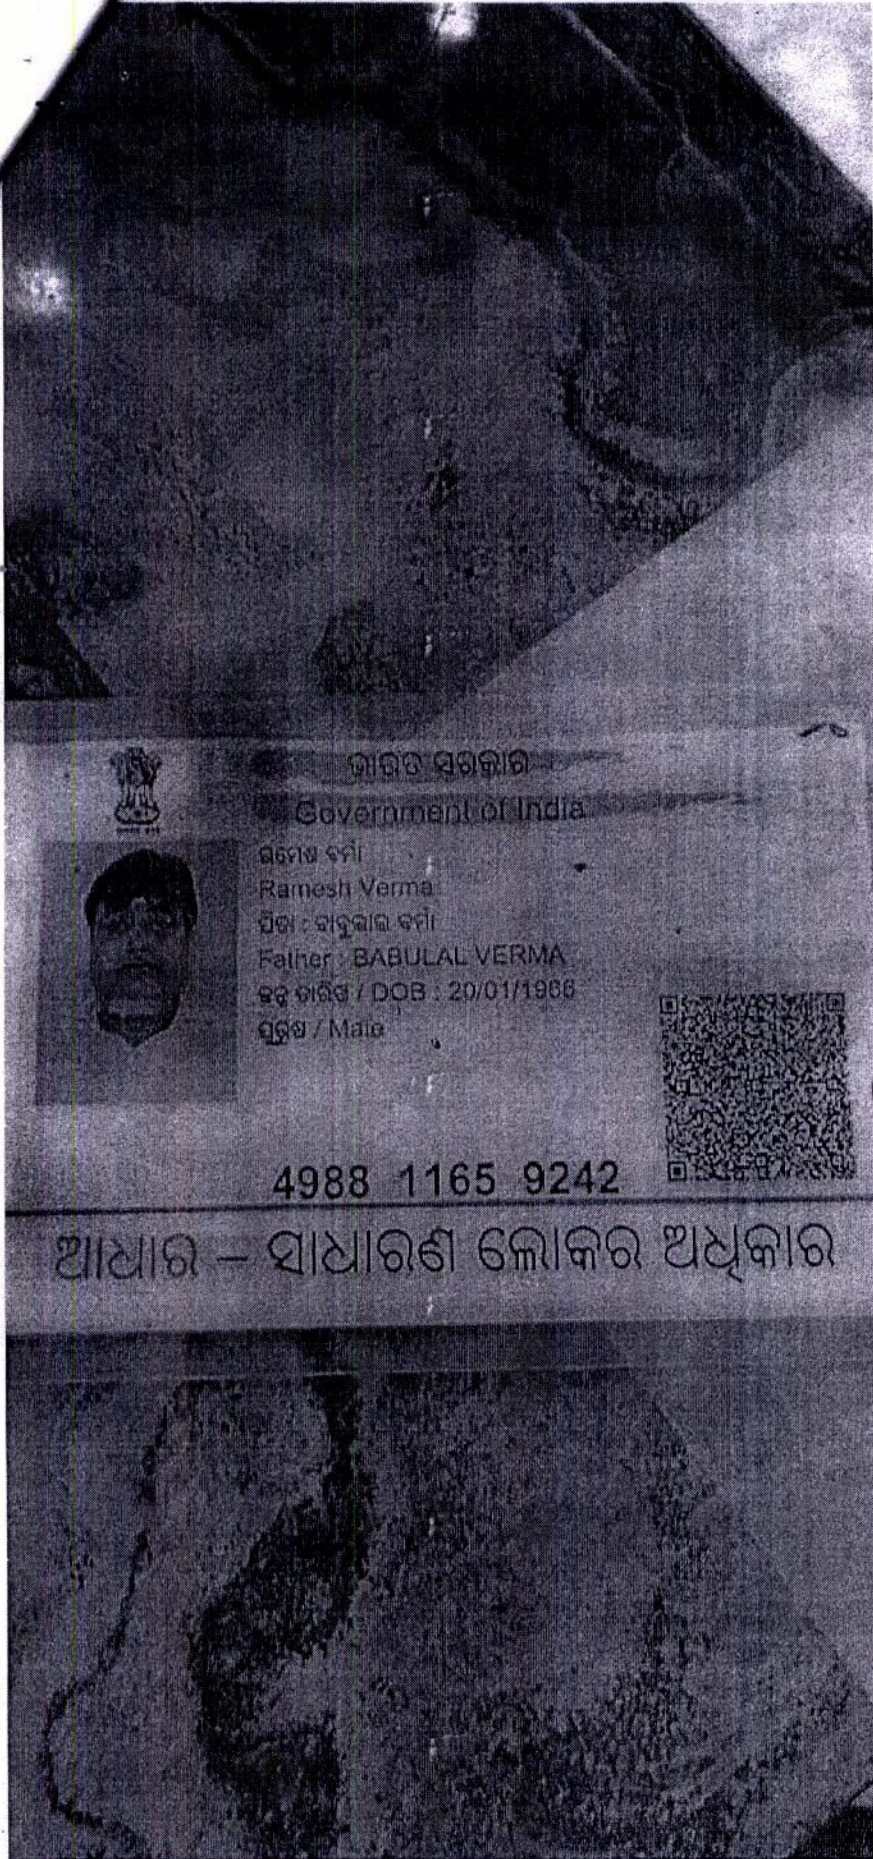 ଭାରତ ସରକାର
Government of India
ରମେଷ ବର୍ମା
Ramesh Verma
ପିତା : ବାବୁଲାଲ ବର୍ମା
Father : BABULAL VERMA
ଜନ୍ମ ତାରିଖ / DOB : 20/01/1966
ପୁରୁଷ / Male
4988 1165 9242
ଆଧାର – ସାଧାରଣ ଲୋକର ଅଧିକାର